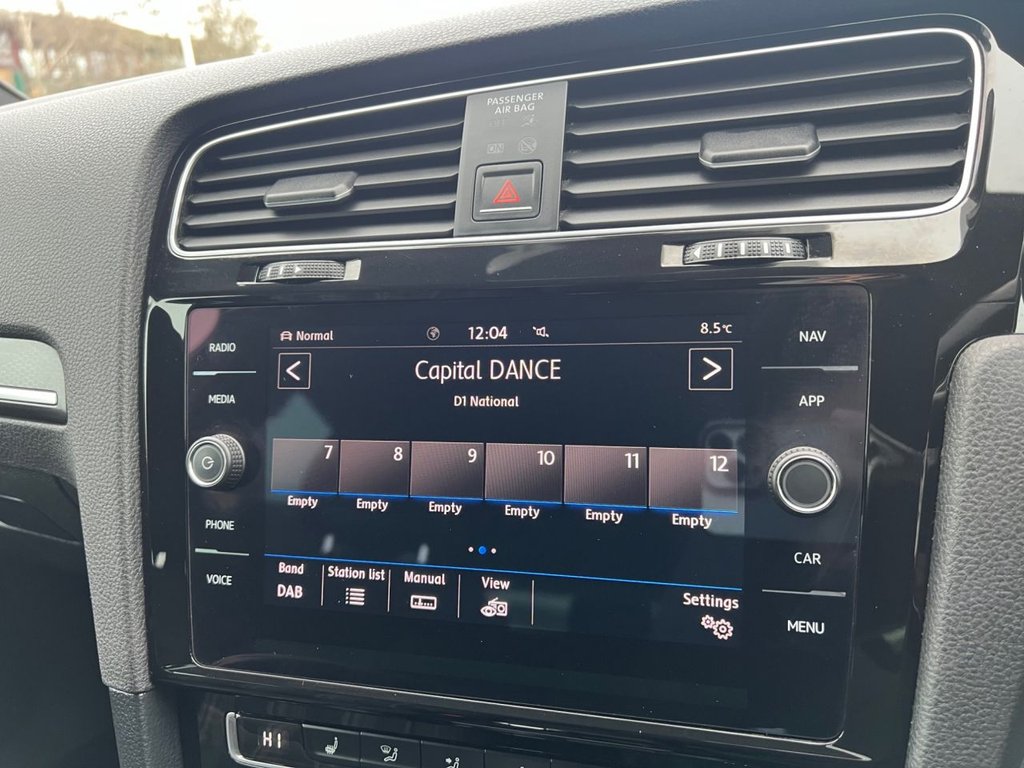 PASSENGER
AIR BAG
ON
RADIO
MEDIA
PHONE
VOICE
Normal
12:04
8.5°C
<
Capital DANCE
>
D1 National
7 8 9 10 11 12
Empty Empty Empty Empty Empty Empty
Band
DAB
Station list
Manual
View
Settings
NAV
APP
CAR
MENU
HI